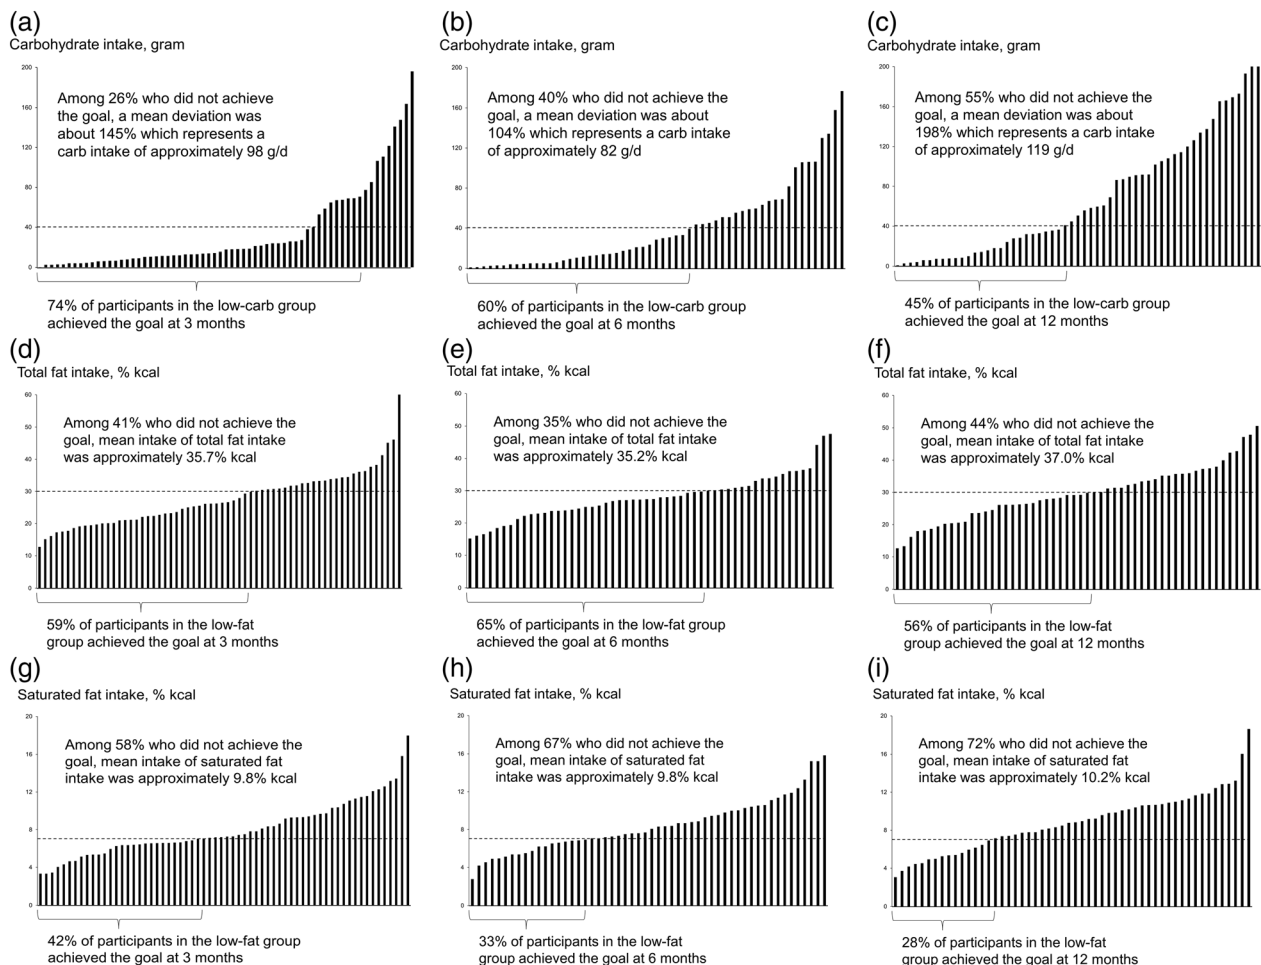 (a)
Carbohydrate intake, gram
200
160
120
80
40
0
Among 26% who did not achieve
the goal, a mean deviation was
about 145% which represents a
carb intake of approximately 98 g/d
74% of participants in the low-carb group
achieved the goal at 3 months
(b)
Carbohydrate intake, gram
200
160
120
80
40
0
Among 40% who did not achieve the
goal, a mean deviation was about
104% which represents a carb intake
of approximately 82 g/d
60% of participants in the low-carb group
achieved the goal at 6 months
(c)
Carbohydrate intake, gram
200
160
120
80
40
0
Among 55% who did not achieve the
goal, a mean deviation was about
198% which represents a carb intake
of approximately 119 g/d
45% of participants in the low-carb group
achieved the goal at 12 months
(d)
Total fat intake, % kcal
60
50
40
30
20
10
0
Among 41% who did not achieve the
goal, mean intake of total fat intake
was approximately 35.7% kcal
59% of participants in the low-fat
group achieved the goal at 3 months
(e)
Total fat intake, % kcal
60
50
40
30
20
10
0
Among 35% who did not achieve the
goal, mean intake of total fat intake
was approximately 35.2% kcal
65% of participants in the low-fat group
achieved the goal at 6 months
(f)
Total fat intake, % kcal
60
50
40
30
20
10
0
Among 44% who did not achieve the
goal, mean intake of total fat intake
was approximately 37.0% kcal
56% of participants in the low-fat
group achieved the goal at 12 months
(g)
Saturated fat intake, % kcal
20
16
12
8
4
0
Among 58% who did not achieve the
goal, mean intake of saturated fat
intake was approximately 9.8% kcal
42% of participants in the low-fat group
achieved the goal at 3 months
(h)
Saturated fat intake, % kcal
20
16
12
8
4
0
Among 67% who did not achieve the
goal, mean intake of saturated fat
intake was approximately 9.8% kcal
33% of participants in the low-fat
group achieved the goal at 6 months
(i)
Saturated fat intake, % kcal
20
16
12
8
4
0
Among 72% who did not achieve the
goal, mean intake of saturated fat
intake was approximately 10.2% kcal
28% of participants in the low-fat
group achieved the goal at 12 months